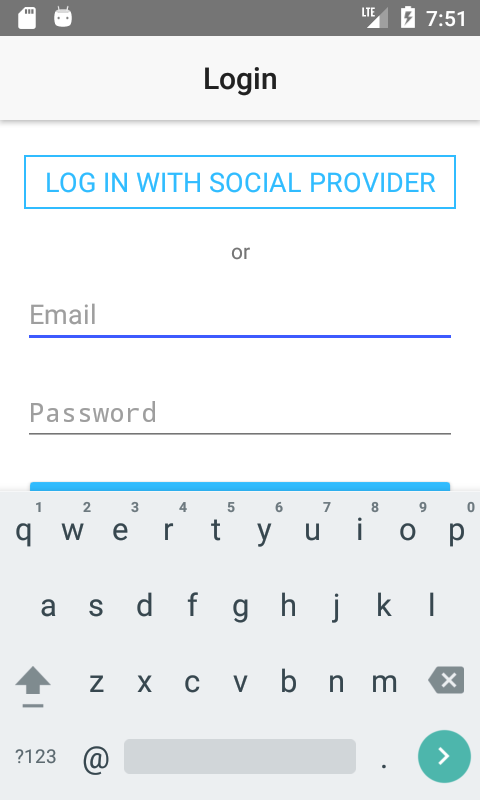 LTE 7:51
Login
LOG IN WITH SOCIAL PROVIDER
or
Email
Password
1 2 3 4 5 6 7 8 9 0
q w e r t y u i o p
a s d f g h j k l
z x c v b n m
?123 @ .